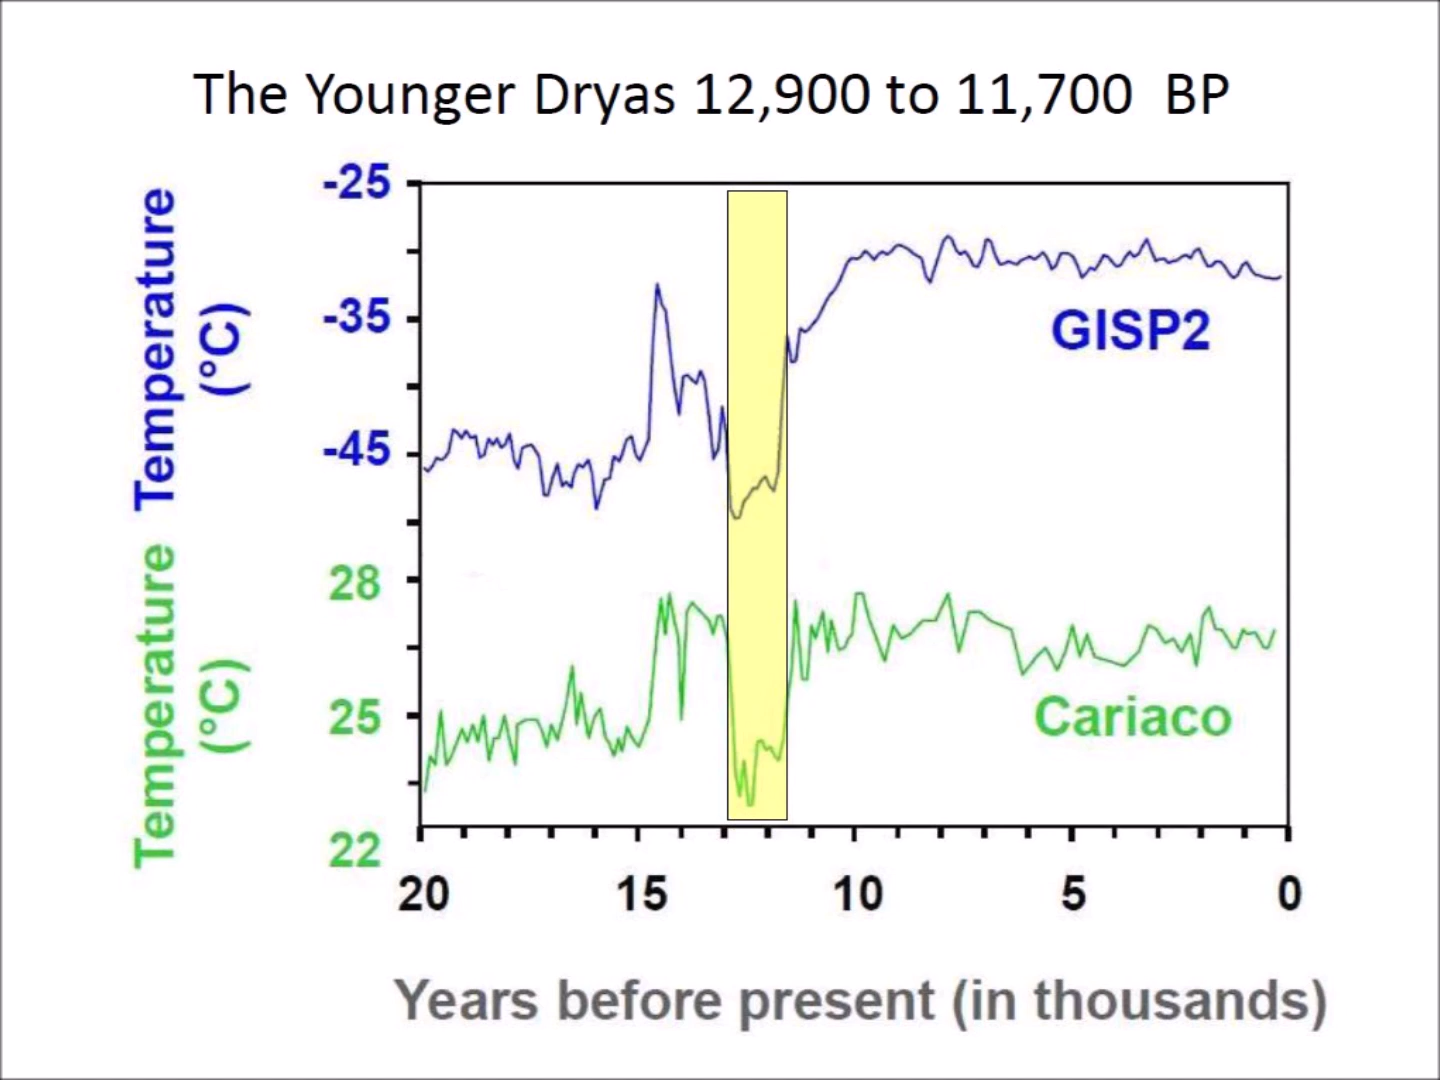 The Younger Dryas 12,900 to 11,700 BP
Temperature
(°C)
-25
-35
-45
GISP2
Temperature
(°C)
28
25
22
Cariaco
20 15 10 5 0
Years before present (in thousands)